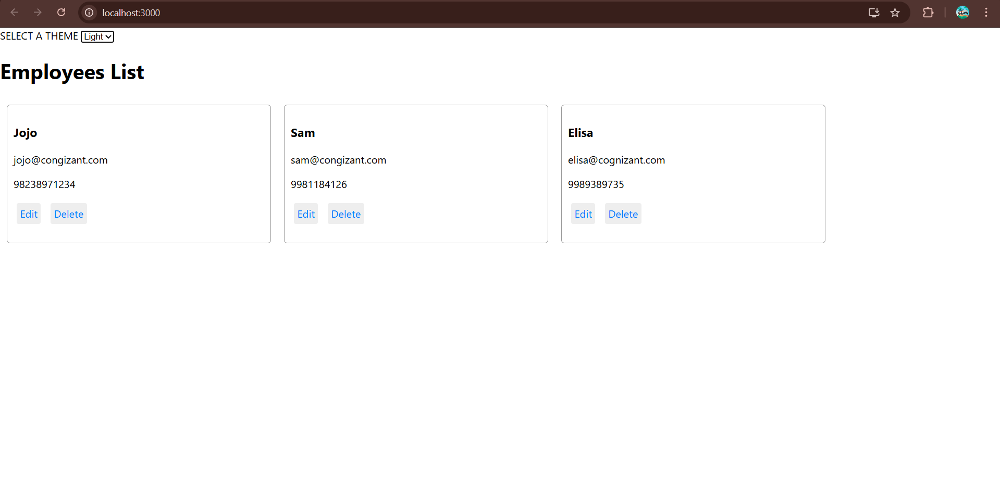 localhost:3000
SELECT A THEME Light
Employees List
Jojo
jojo@congizant.com
98238971234
Edit Delete
Sam
sam@congizant.com
9981184126
Edit Delete
Elisa
elisa@cognizant.com
9989389735
Edit Delete